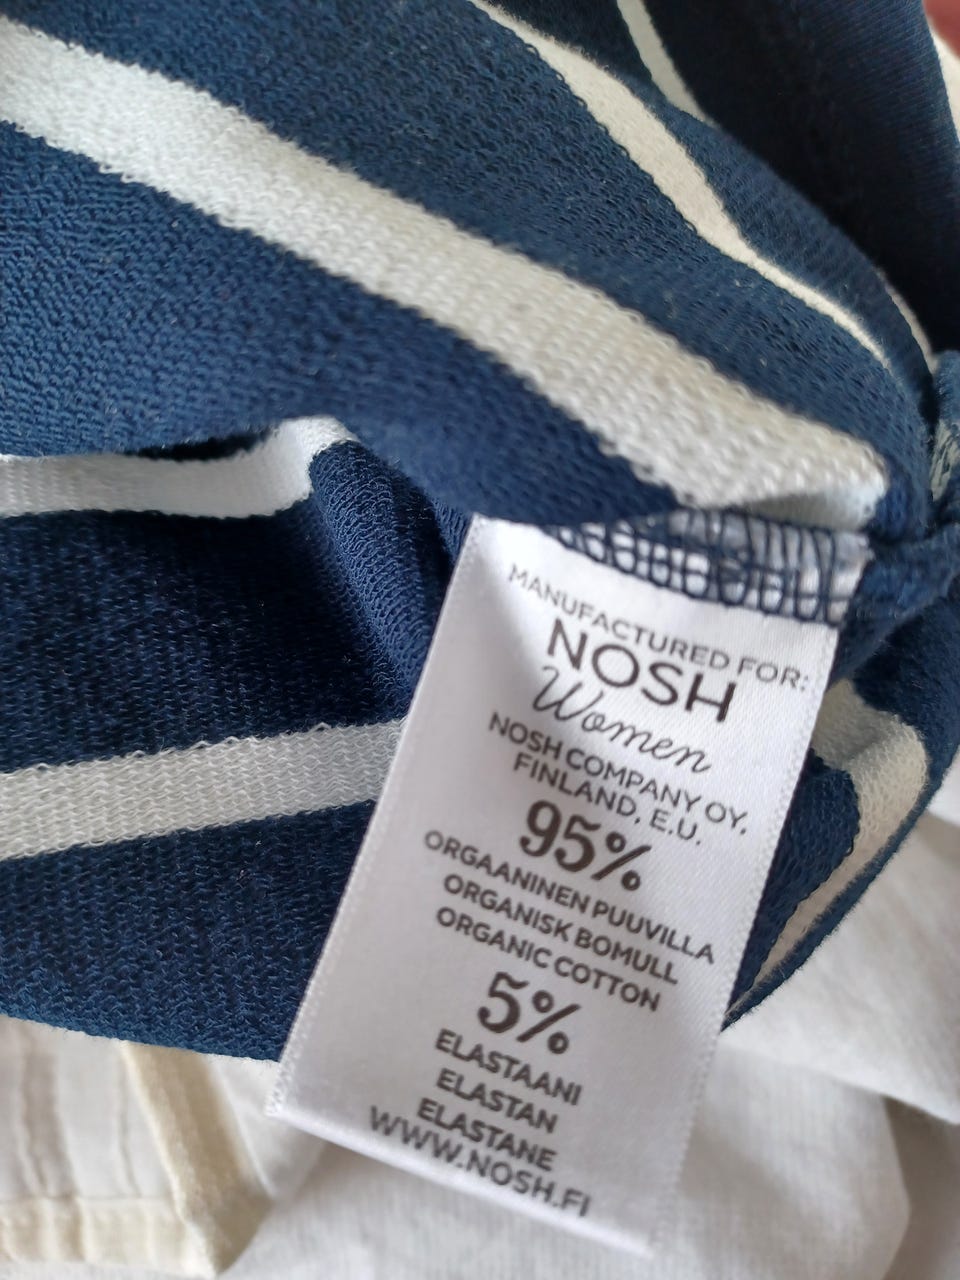 MANUFACTURED FOR:
NOSH
Women
NOSH COMPANY OY.
FINLAND, E.U.
95%
ORGAANINEN PUUVILLA
ORGANISK BOMULL
ORGANIC COTTON
5%
ELASTAANI
ELASTAN
ELASTANE
WWW.NOSH.FI